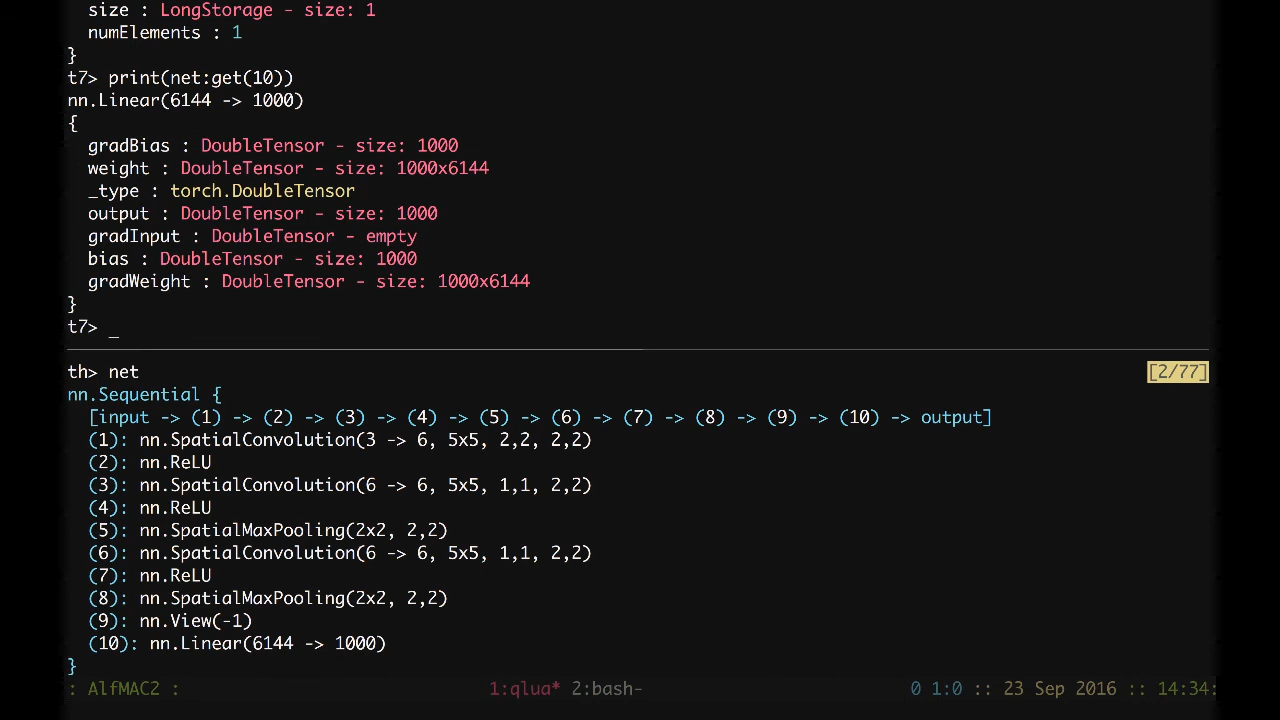 size : LongStorage - size: 1
numElements : 1
}
t7> print(net:get(10))
nn.Linear(6144 -> 1000)
{
gradBias : DoubleTensor - size: 1000
weight : DoubleTensor - size: 1000x6144
_type : torch.DoubleTensor
output : DoubleTensor - size: 1000
gradInput : DoubleTensor - empty
bias : DoubleTensor - size: 1000
gradWeight : DoubleTensor - size: 1000x6144
}
t7> _
th> net [2/77]
nn.Sequential {
[input -> (1) -> (2) -> (3) -> (4) -> (5) -> (6) -> (7) -> (8) -> (9) -> (10) -> output]
(1): nn.SpatialConvolution(3 -> 6, 5x5, 2,2, 2,2)
(2): nn.ReLU
(3): nn.SpatialConvolution(6 -> 6, 5x5, 1,1, 2,2)
(4): nn.ReLU
(5): nn.SpatialMaxPooling(2x2, 2,2)
(6): nn.SpatialConvolution(6 -> 6, 5x5, 1,1, 2,2)
(7): nn.ReLU
(8): nn.SpatialMaxPooling(2x2, 2,2)
(9): nn.View(-1)
(10): nn.Linear(6144 -> 1000)
}
: AlfMAC2 : 1:qlua* 2:bash- 0 1:0 :: 23 Sep 2016 :: 14:34: